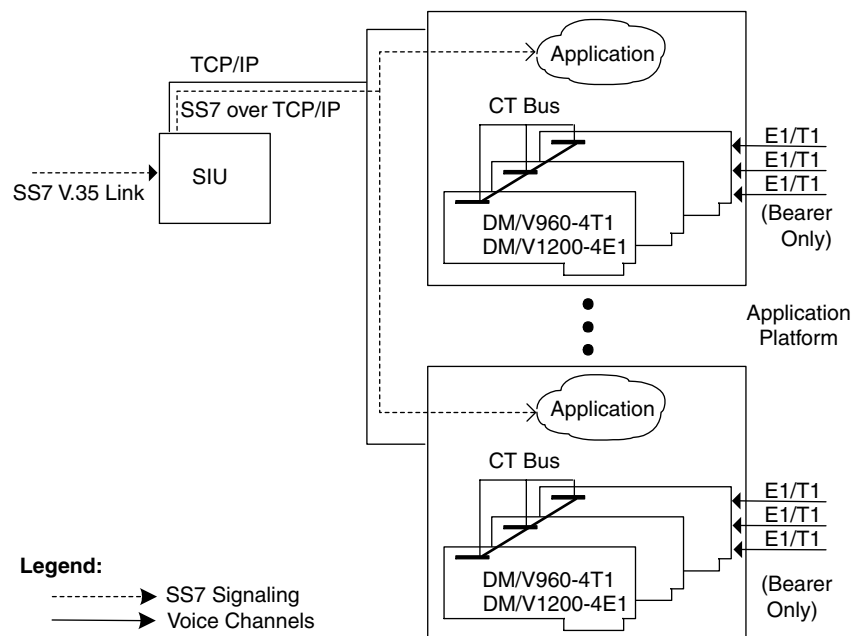 Application
TCP/IP
SS7 over TCP/IP
CT Bus
E1/T1
E1/T1
E1/T1
SIU
SS7 V.35 Link
(Bearer
Only)
DM/V960-4T1
DM/V1200-4E1
Application
Platform
Application
CT Bus
E1/T1
E1/T1
E1/T1
Legend:
SS7 Signaling
Voice Channels
DM/V960-4T1
DM/V1200-4E1
(Bearer
Only)